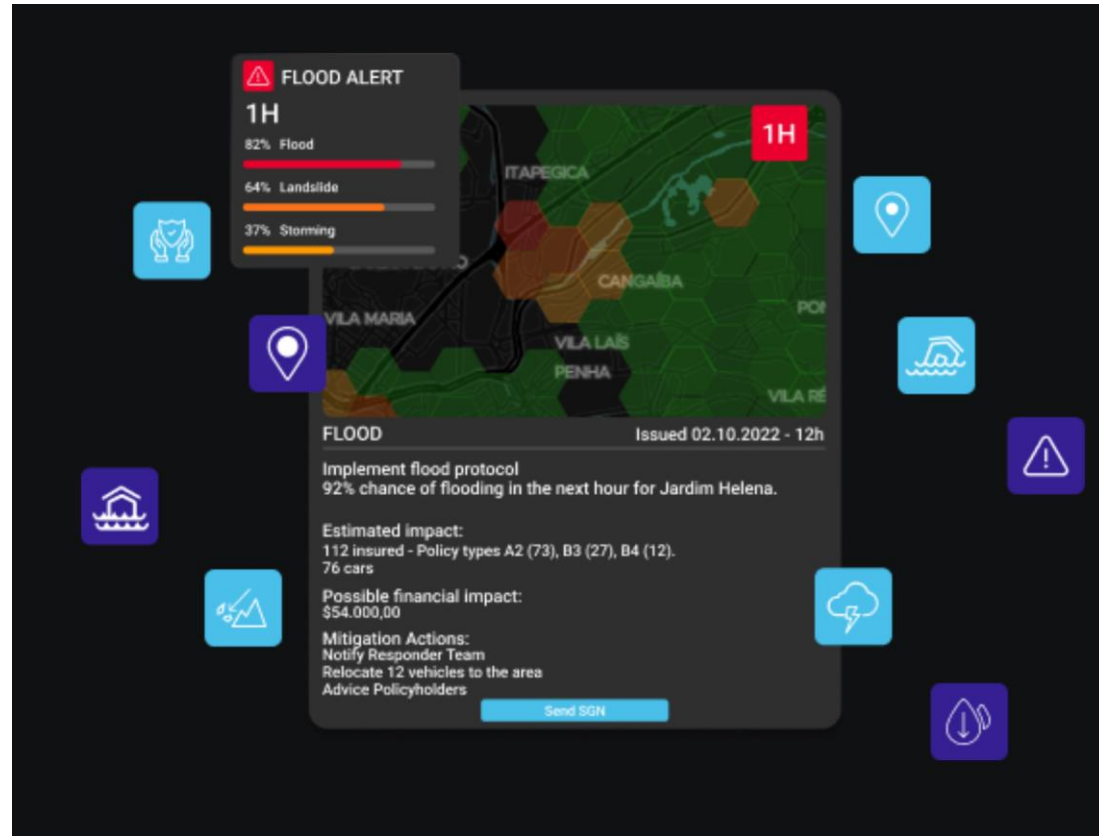 FLOOD ALERT
1H
82% Flood
64% Landslide
37% Storming
1H
ITAPEGICA
CANGAÍBA
VILA MARIA
VILA LAÍS
PENHA
VILA RÉ
FLOOD
Issued 02.10.2022 - 12h
Implement flood protocol
92% chance of flooding in the next hour for Jardim Helena.
Estimated impact:
112 insured - Policy types A2 (73), B3 (27), B4 (12).
76 cars
Possible financial impact:
$54.000,00
Mitigation Actions:
Notify Responder Team
Relocate 12 vehicles to the area
Advice Policyholders
Send SGN